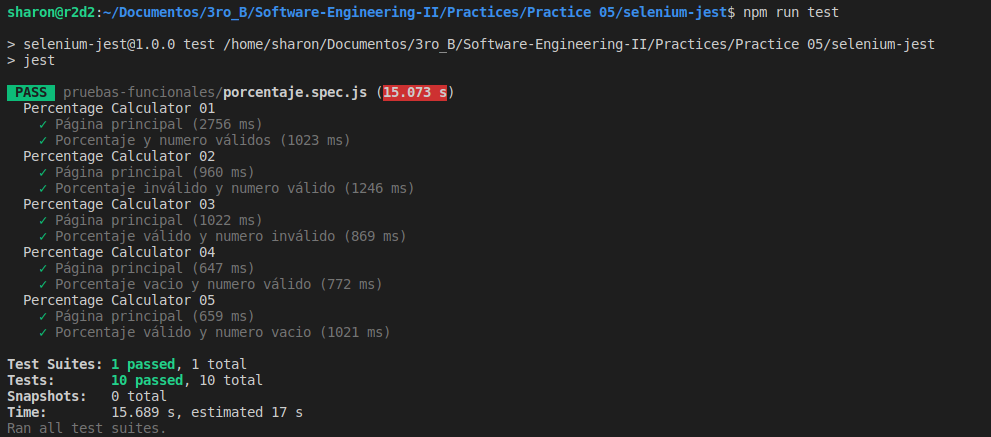 sharon@r2d2:~/Documentos/3ro_B/Software-Engineering-II/Practices/Practice 05/selenium-jest$ npm run test
> selenium-jest@1.0.0 test /home/sharon/Documentos/3ro_B/Software-Engineering-II/Practices/Practice 05/selenium-jest
> jest
PASS pruebas-funcionales/porcentaje.spec.js (15.073 s)
Percentage Calculator 01
✓ Página principal (2756 ms)
✓ Porcentaje y numero válidos (1023 ms)
Percentage Calculator 02
✓ Página principal (960 ms)
✓ Porcentaje inválido y numero válido (1246 ms)
Percentage Calculator 03
✓ Página principal (1022 ms)
✓ Porcentaje válido y numero inválido (869 ms)
Percentage Calculator 04
✓ Página principal (647 ms)
✓ Porcentaje vacio y numero válido (772 ms)
Percentage Calculator 05
✓ Página principal (659 ms)
✓ Porcentaje válido y numero vacio (1021 ms)
Test Suites: 1 passed, 1 total
Tests: 10 passed, 10 total
Snapshots: 0 total
Time: 15.689 s, estimated 17 s
Ran all test suites.